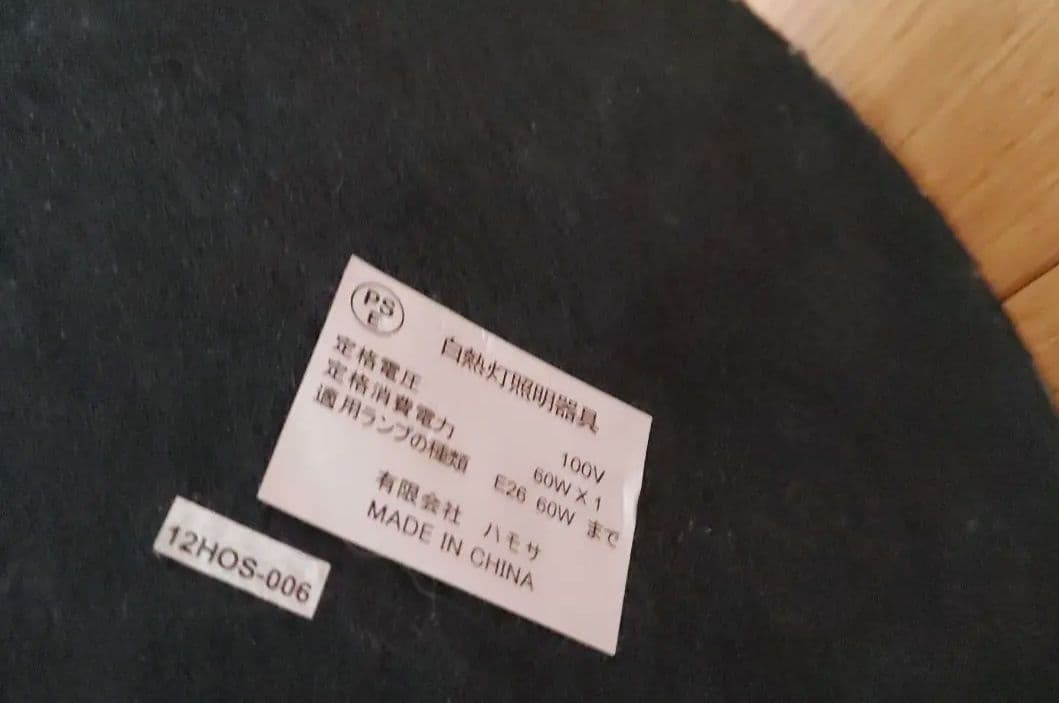 PS
E
白熱灯照明器具
定格電圧 100V
定格消費電力 60W X 1
適用ランプの種類 E26 60W まで
有限会社 ハモサ
MADE IN CHINA
12HOS-006